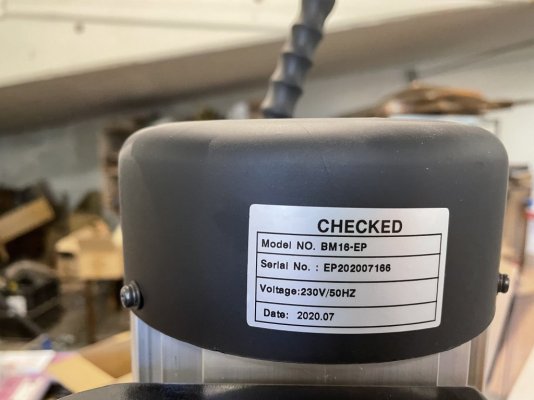 CHECKED
Model NO. BM16-EP
Serial No. : EP202007166
Voltage:230V/50HZ
Date: 2020.07